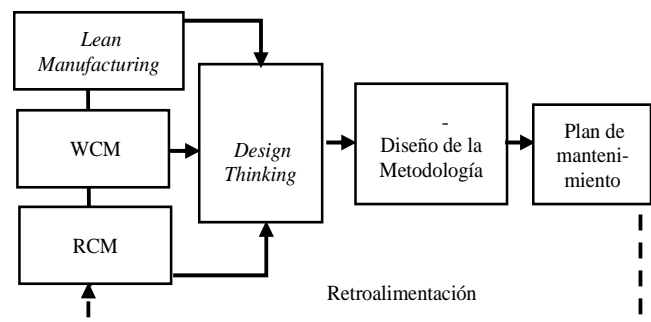 Lean
Manufacturing
WCM
RCM
Design
Thinking
-
Diseño de la
Metodología
Plan de
manteni-
miento
Retroalimentación